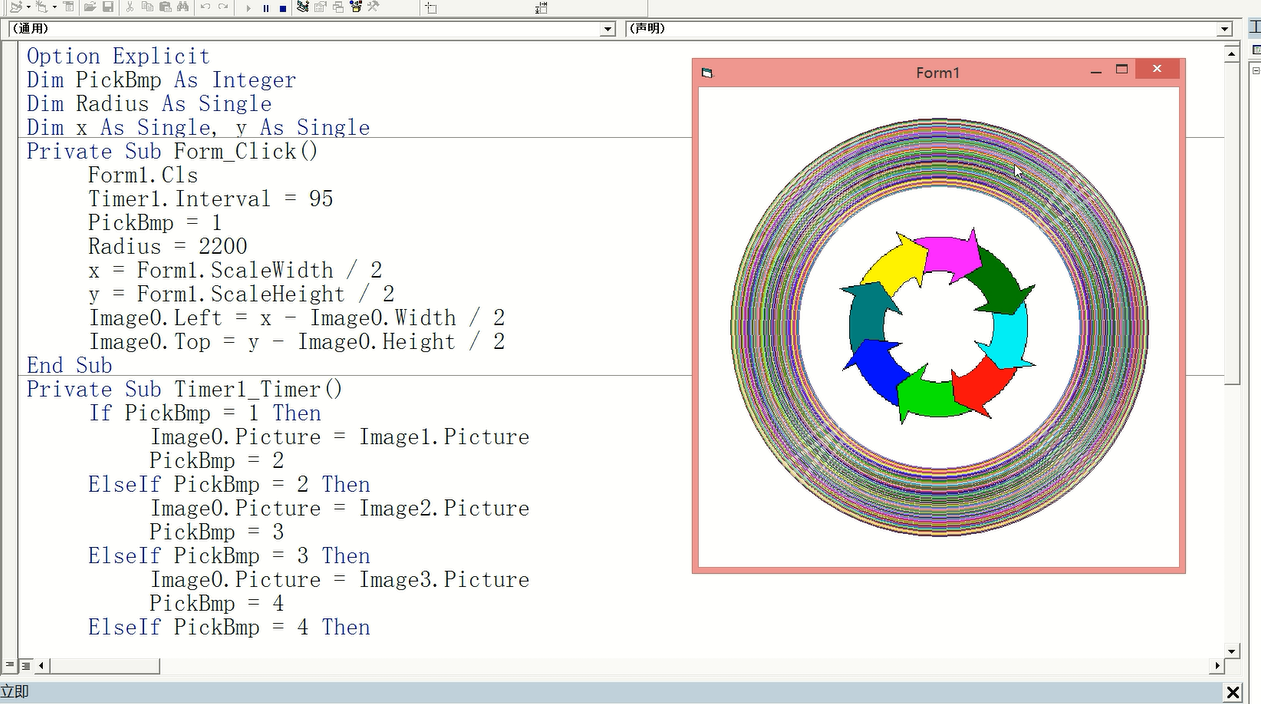 (通用)
(声明)
Option Explicit
Dim PickBmp As Integer
Dim Radius As Single
Dim x As Single, y As Single
Private Sub Form_Click()
Form1.Cls
Timer1.Interval = 95
PickBmp = 1
Radius = 2200
x = Form1.ScaleWidth / 2
y = Form1.ScaleHeight / 2
Image0.Left = x - Image0.Width / 2
Image0.Top = y - Image0.Height / 2
End Sub
Private Sub Timer1_Timer()
If PickBmp = 1 Then
Image0.Picture = Image1.Picture
PickBmp = 2
ElseIf PickBmp = 2 Then
Image0.Picture = Image2.Picture
PickBmp = 3
ElseIf PickBmp = 3 Then
Image0.Picture = Image3.Picture
PickBmp = 4
ElseIf PickBmp = 4 Then
Form1
立即